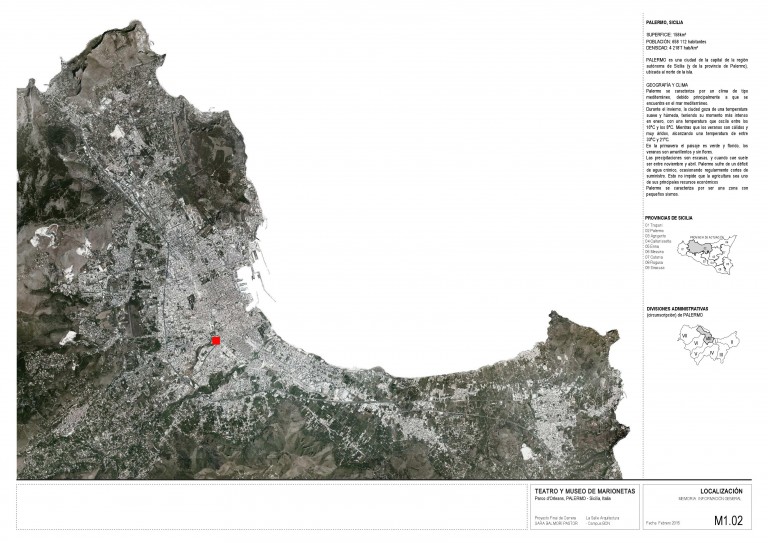 PALERMO, SICILIA
SUPERFICIE: 158km²
POBLACIÓN: 659 112 habitantes
DENSIDAD: 4 218'7 hab/km²
PALERMO es una ciudad de la capital de la región
autónoma de Sicilia (y de la provincia de Palermo),
ubicada al norte de la isla.
GEOGRAFÍA Y CLIMA
Palermo se caracteriza por un clima de tipo
mediterráneo, debido principalmente a que se
encuentra en el mar mediterráneo.
Durante el invierno, la ciudad goza de una temperatura
suave y húmeda, teniendo su momento más intenso
en enero, con una temperatura que oscila entre los
16ºC y los 8ºC. Mientras que los veranos son cálidos y
muy áridos, alcanzando una temperatura de entre
30ºC y 21ºC.
En la primavera el paisaje es verde y florido, los
veranos son amarillentos y sin flores.
Las precipitaciones son escasas, y cuando cae suele
ser entre noviembre y abril. Palermo sufre de un déficit
de agua crónico, ocasionando regularmente cortes de
suministro. Esto no impide que la agricultura sea uno
de sus principales recursos económicos
Palermo se caracteriza por ser una zona con
pequeños sismos.
PROVINCIAS DE SICILIA
01 Trapani
02 Palermo
03 Agrigento
04 Caltanissetta
05 Enna
06 Messina
07 Catania
08 Ragusa
09 Siracusa
DIVISIONES ADMINISTRATIVAS
(circunscripción) de PALERMO
VII
VI
II
V
IV
III
TEATRO Y MUSEO DE MARIONETAS
Parco d'Orleans, PALERMO - Sicilia, Italia
Proyecto Final de Carrera
La Salle Arquitectura
SARA SALMOR PASTOR
- Campus BCN
LOCALIZACIÓN
MEMORIA INFORMACIÓN GENERAL
Fecha: Febrero
M1.02